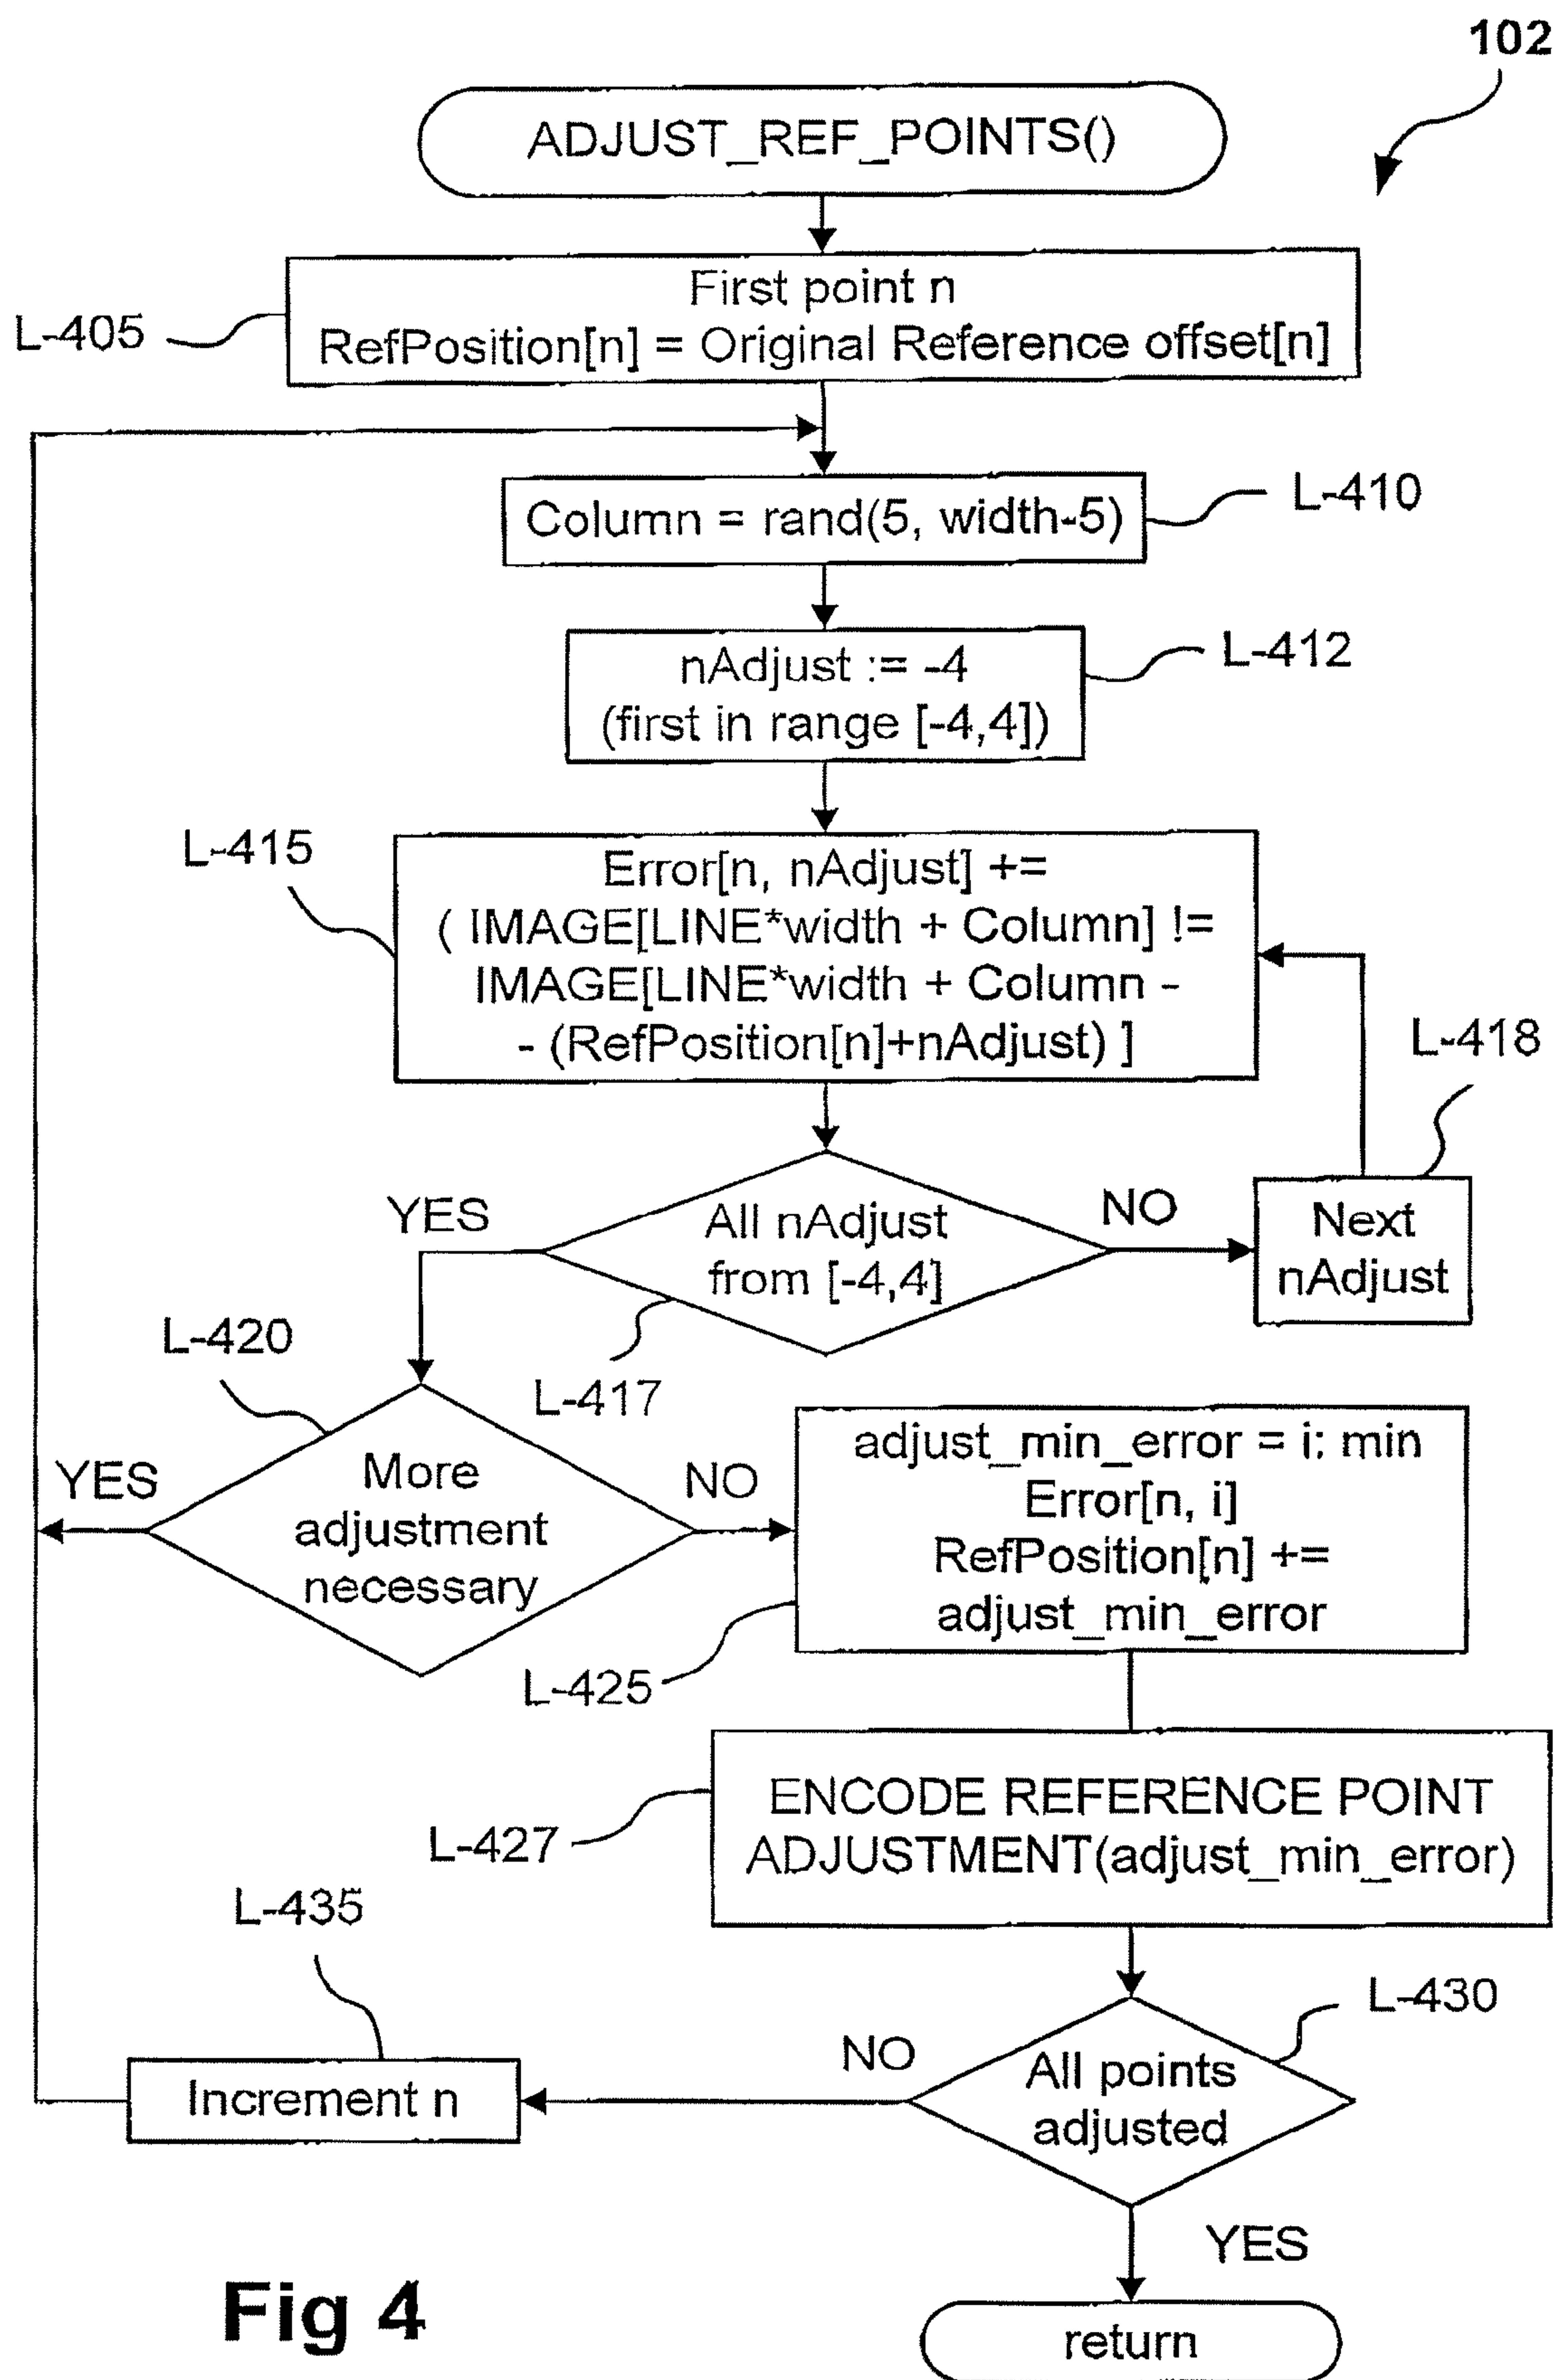 102
ADJUST_REF_POINTS()
First point n
RefPosition[n] = Original Reference offset[n]
L-405
Column = rand(5, width-5)
L-410
nAdjust := -4
(first in range [-4,4])
L-412
L-415
Error[n, nAdjust] +=
( IMAGE[LINE*width + Column] !=
IMAGE[LINE*width + Column -
- (RefPosition[n]+nAdjust) ]
L-418
YES
All nAdjust
from [-4,4]
NO
Next
nAdjust
L-420
L-417
YES
More
adjustment
necessary
NO
adjust_min_error = i: min
Error[n, i]
RefPosition[n] +=
adjust_min_error
L-425
ENCODE REFERENCE POINT
ADJUSTMENT(adjust_min_error)
L-427
L-435
L-430
NO
Increment n
All points
adjusted
YES
Fig 4
return